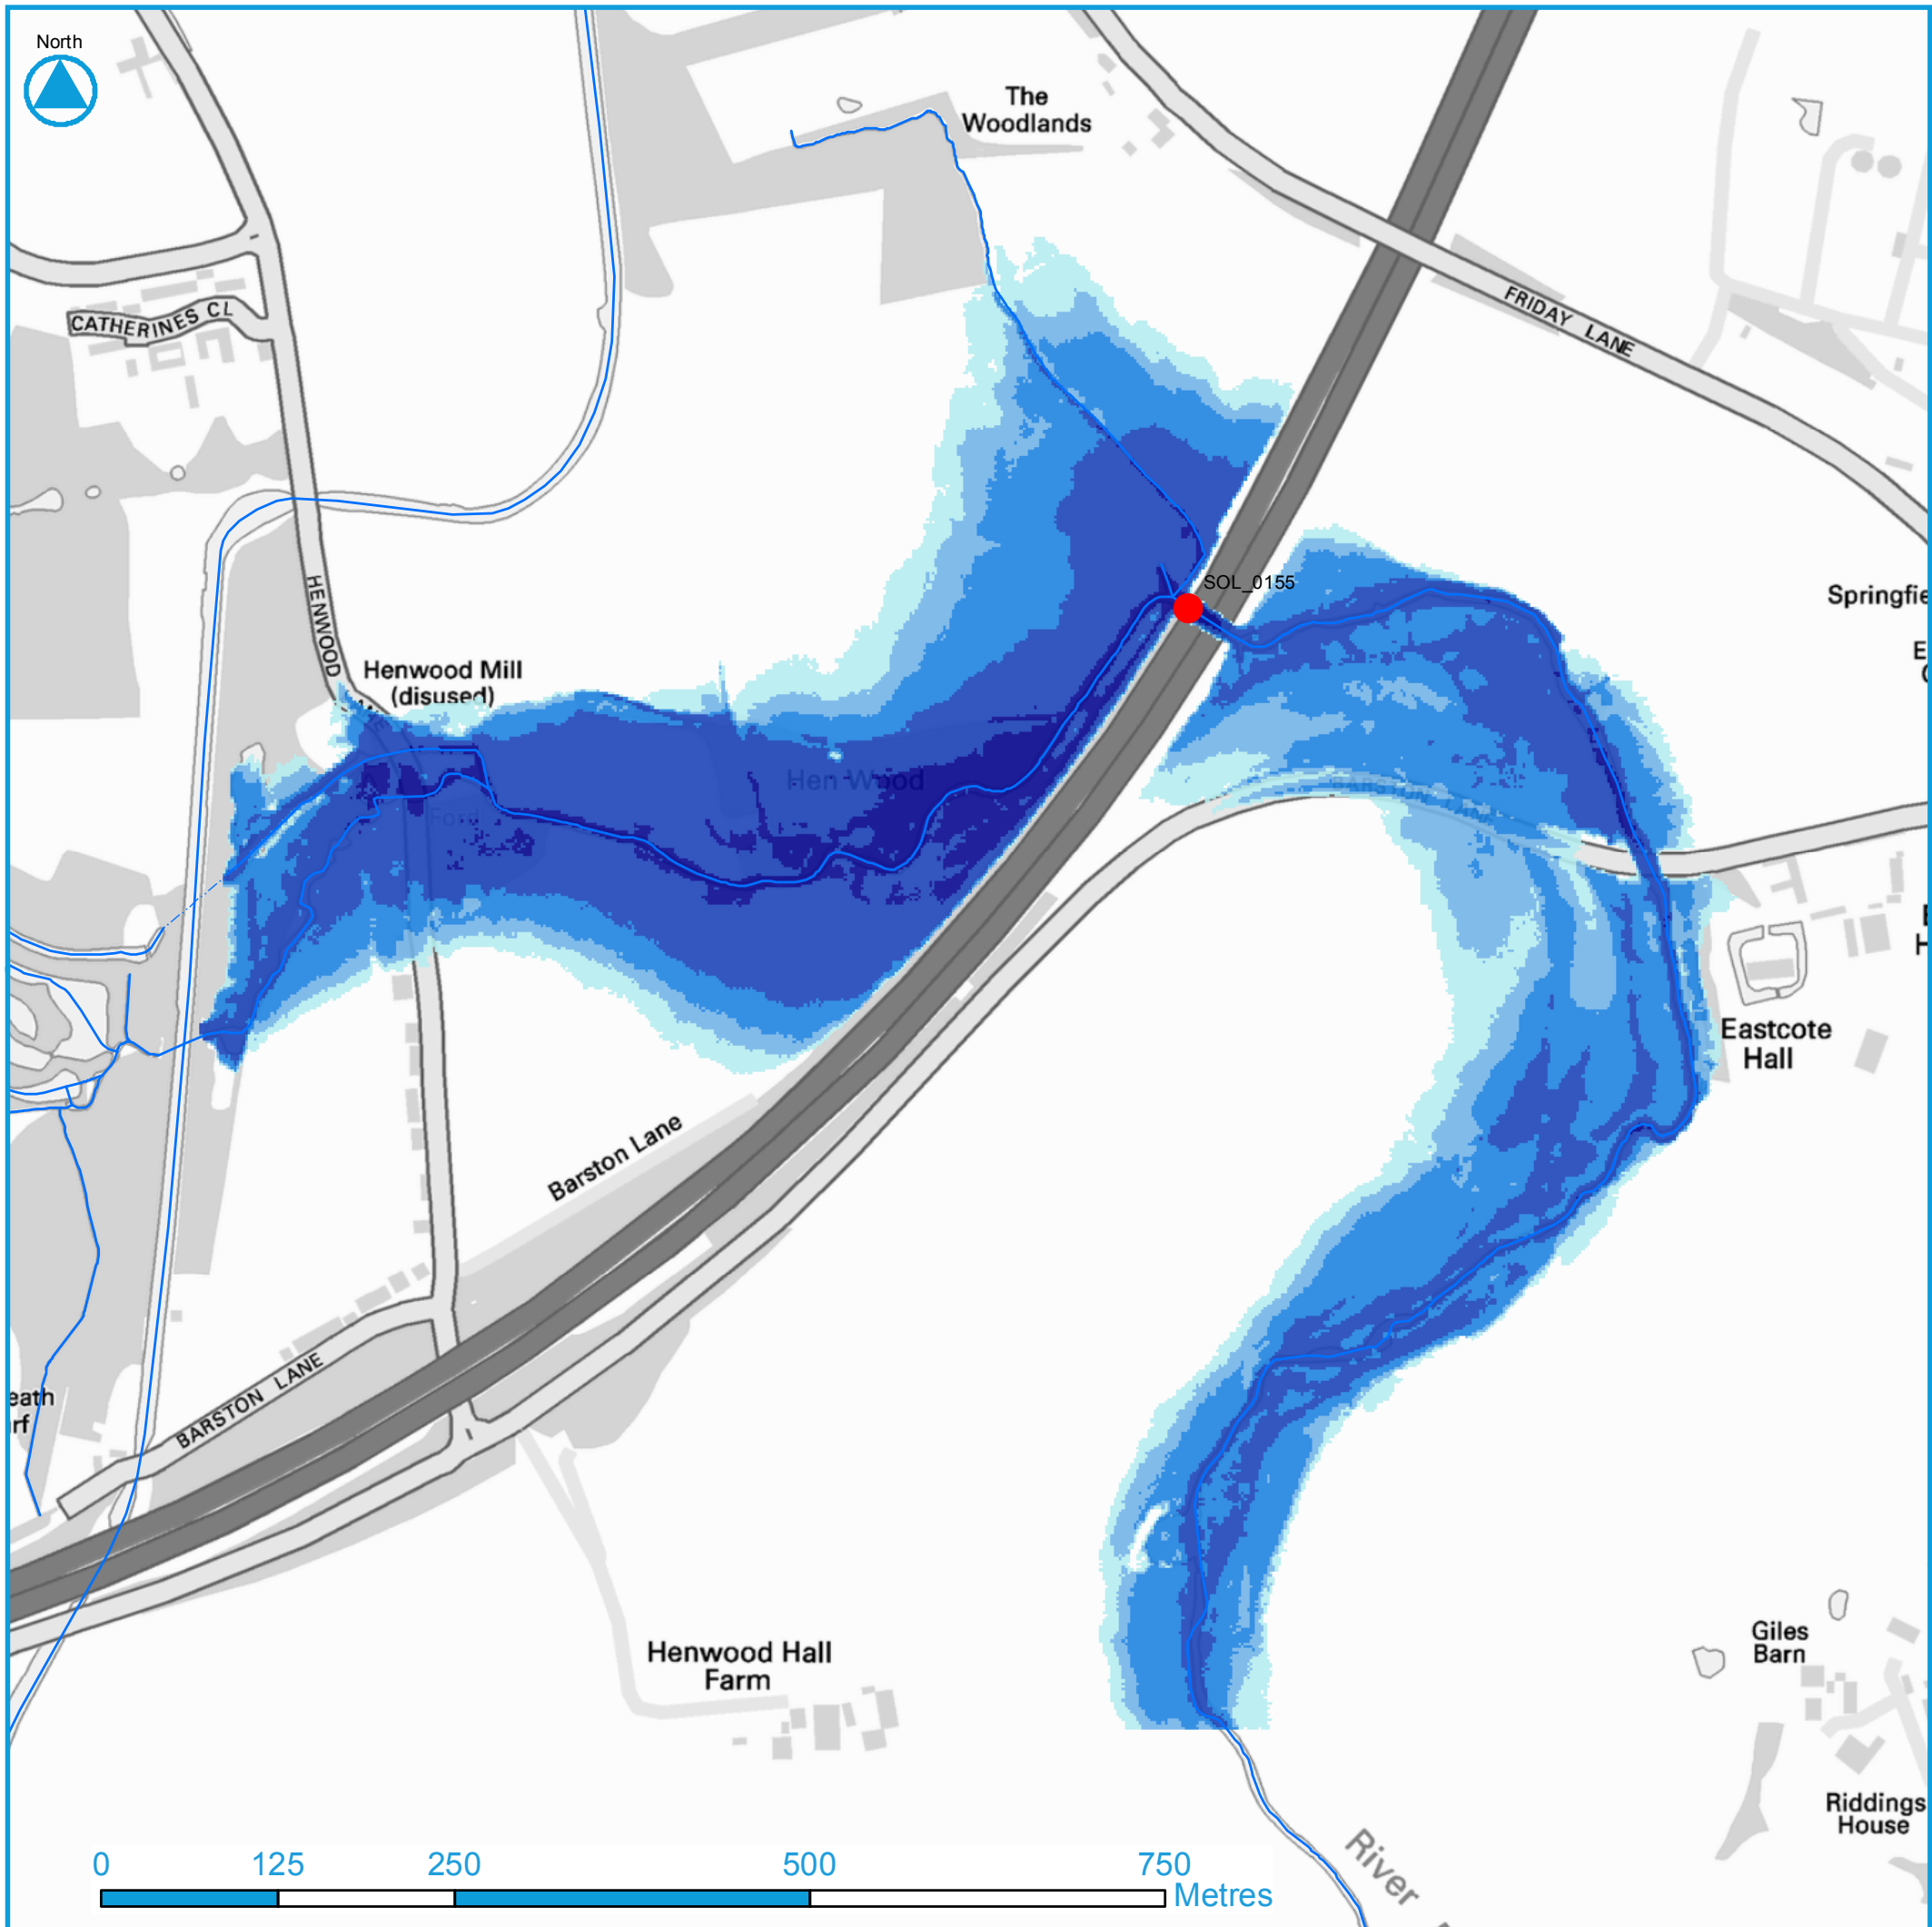 North
The
Woodlands
CATHERINES CL
FRIDAY LANE
SOL_0155
HENWOOD
Henwood Mill
(disused)
Hen Wood
Ford
BARSTON
Eastcote
Hall
Barston Lane
BARSTON LANE
Henwood Hall
Farm
Giles
Barn
Riddings
House
River
0 125 250 500 750
Metres